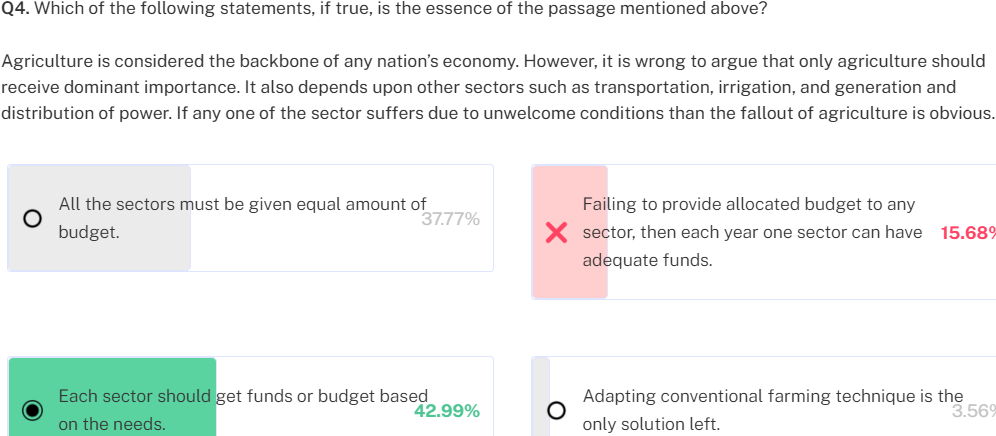 Q4. Which of the following statements, if true, is the essence of the passage mentioned above?
Agriculture is considered the backbone of any nation's economy. However, it is wrong to argue that only agriculture should
receive dominant importance. It also depends upon other sectors such as transportation, irrigation, and generation and
distribution of power. If any one of the sector suffers due to unwelcome conditions than the fallout of agriculture is obvious.
All the sectors must be given equal amount of
budget.
37.77%
Failing to provide allocated budget to any
sector, then each year one sector can have
adequate funds.
15.68%
Each sector should get funds or budget based
on the needs.
42.99%
Adapting conventional farming technique is the
only solution left.
3.56%